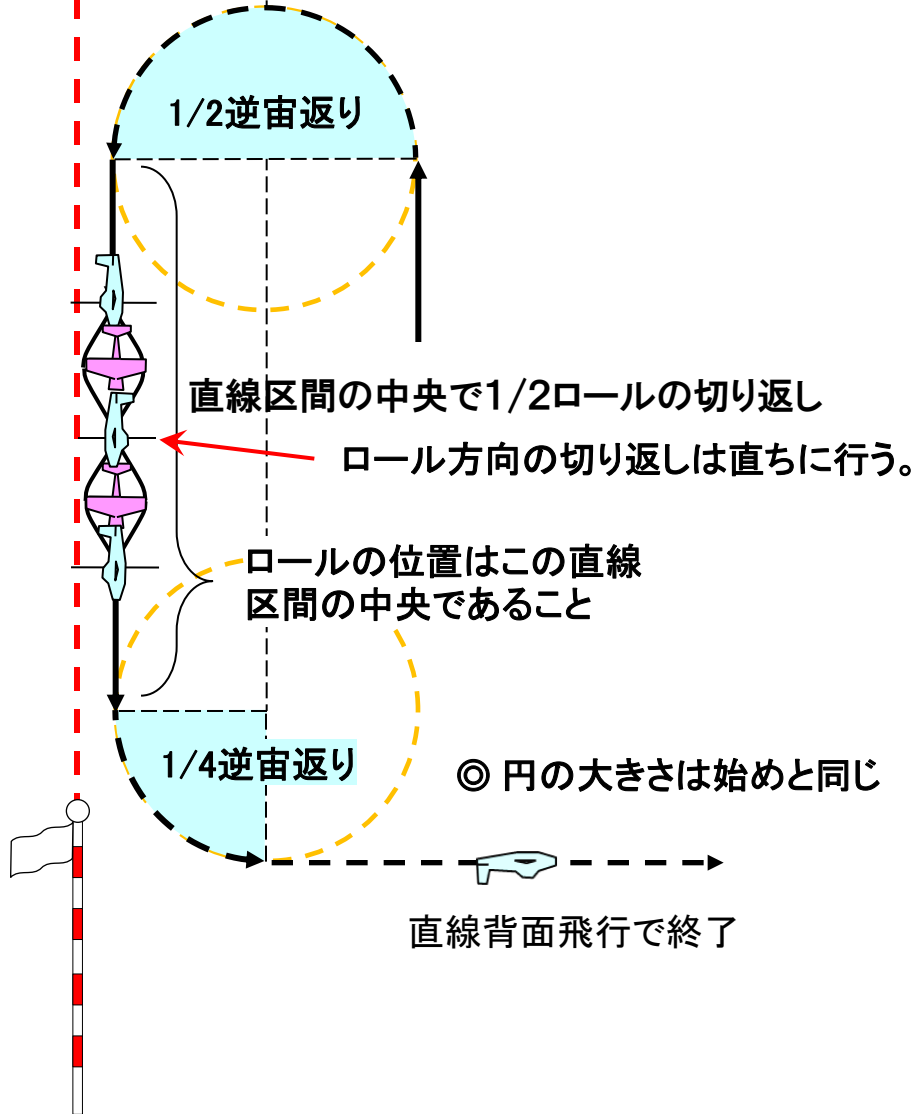 1/2逆宙返り
直線区間の中央で1/2ロールの切り返し
ロール方向の切り返しは直ちに行う。
ロールの位置はこの直線
区間の中央であること
1/4逆宙返り
◎ 円の大きさは始めと同じ
直線背面飛行で終了